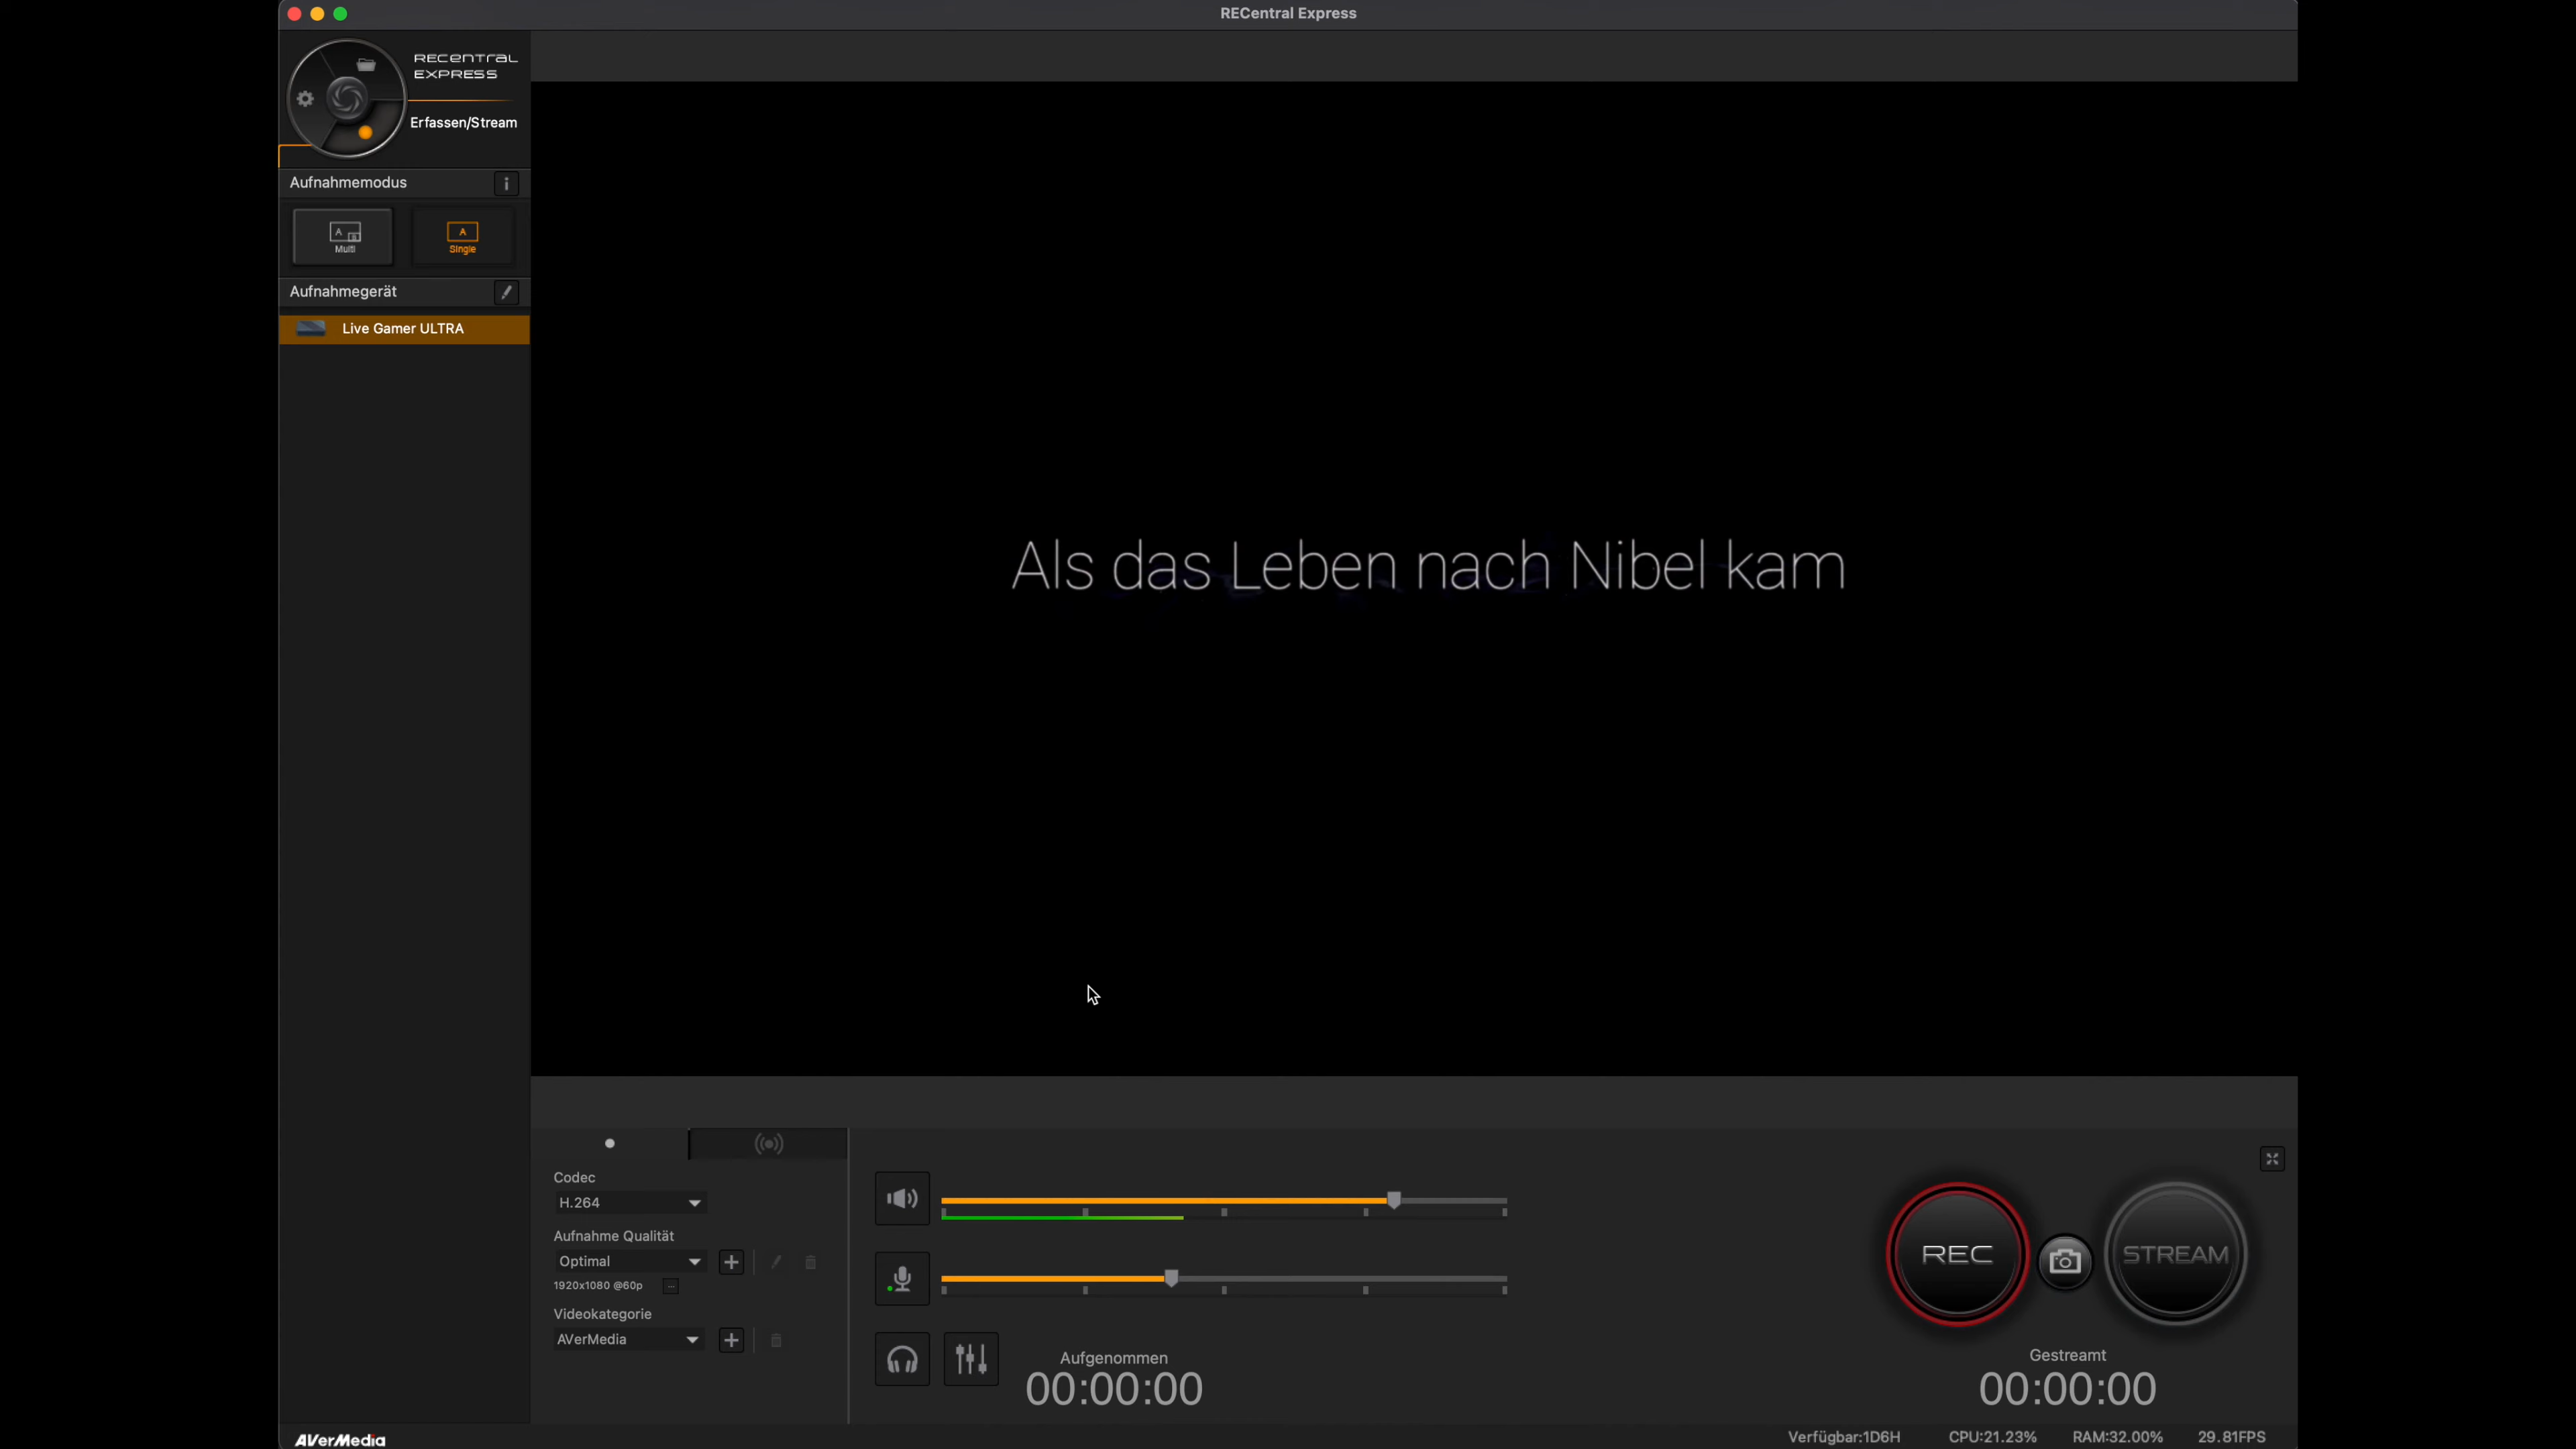 RECentral Express
RECENTRAL
EXPRESS
Erfassen/Stream
Aufnahmemodus
i
A
Multi
A
Single
Aufnahmegerät
Live Gamer ULTRA
Als das Leben nach Nibel kam
Codec
H.264
Aufnahme Qualität
Optimal
1920x1080 @60p
...
Videokategorie
AVerMedia
Aufgenommen
00:00:00
REC
STREAM
Gestreamt
00:00:00
AVerMedia
Verfügbar:1D6H
CPU:21.23%
RAM:32.00%
29.81FPS